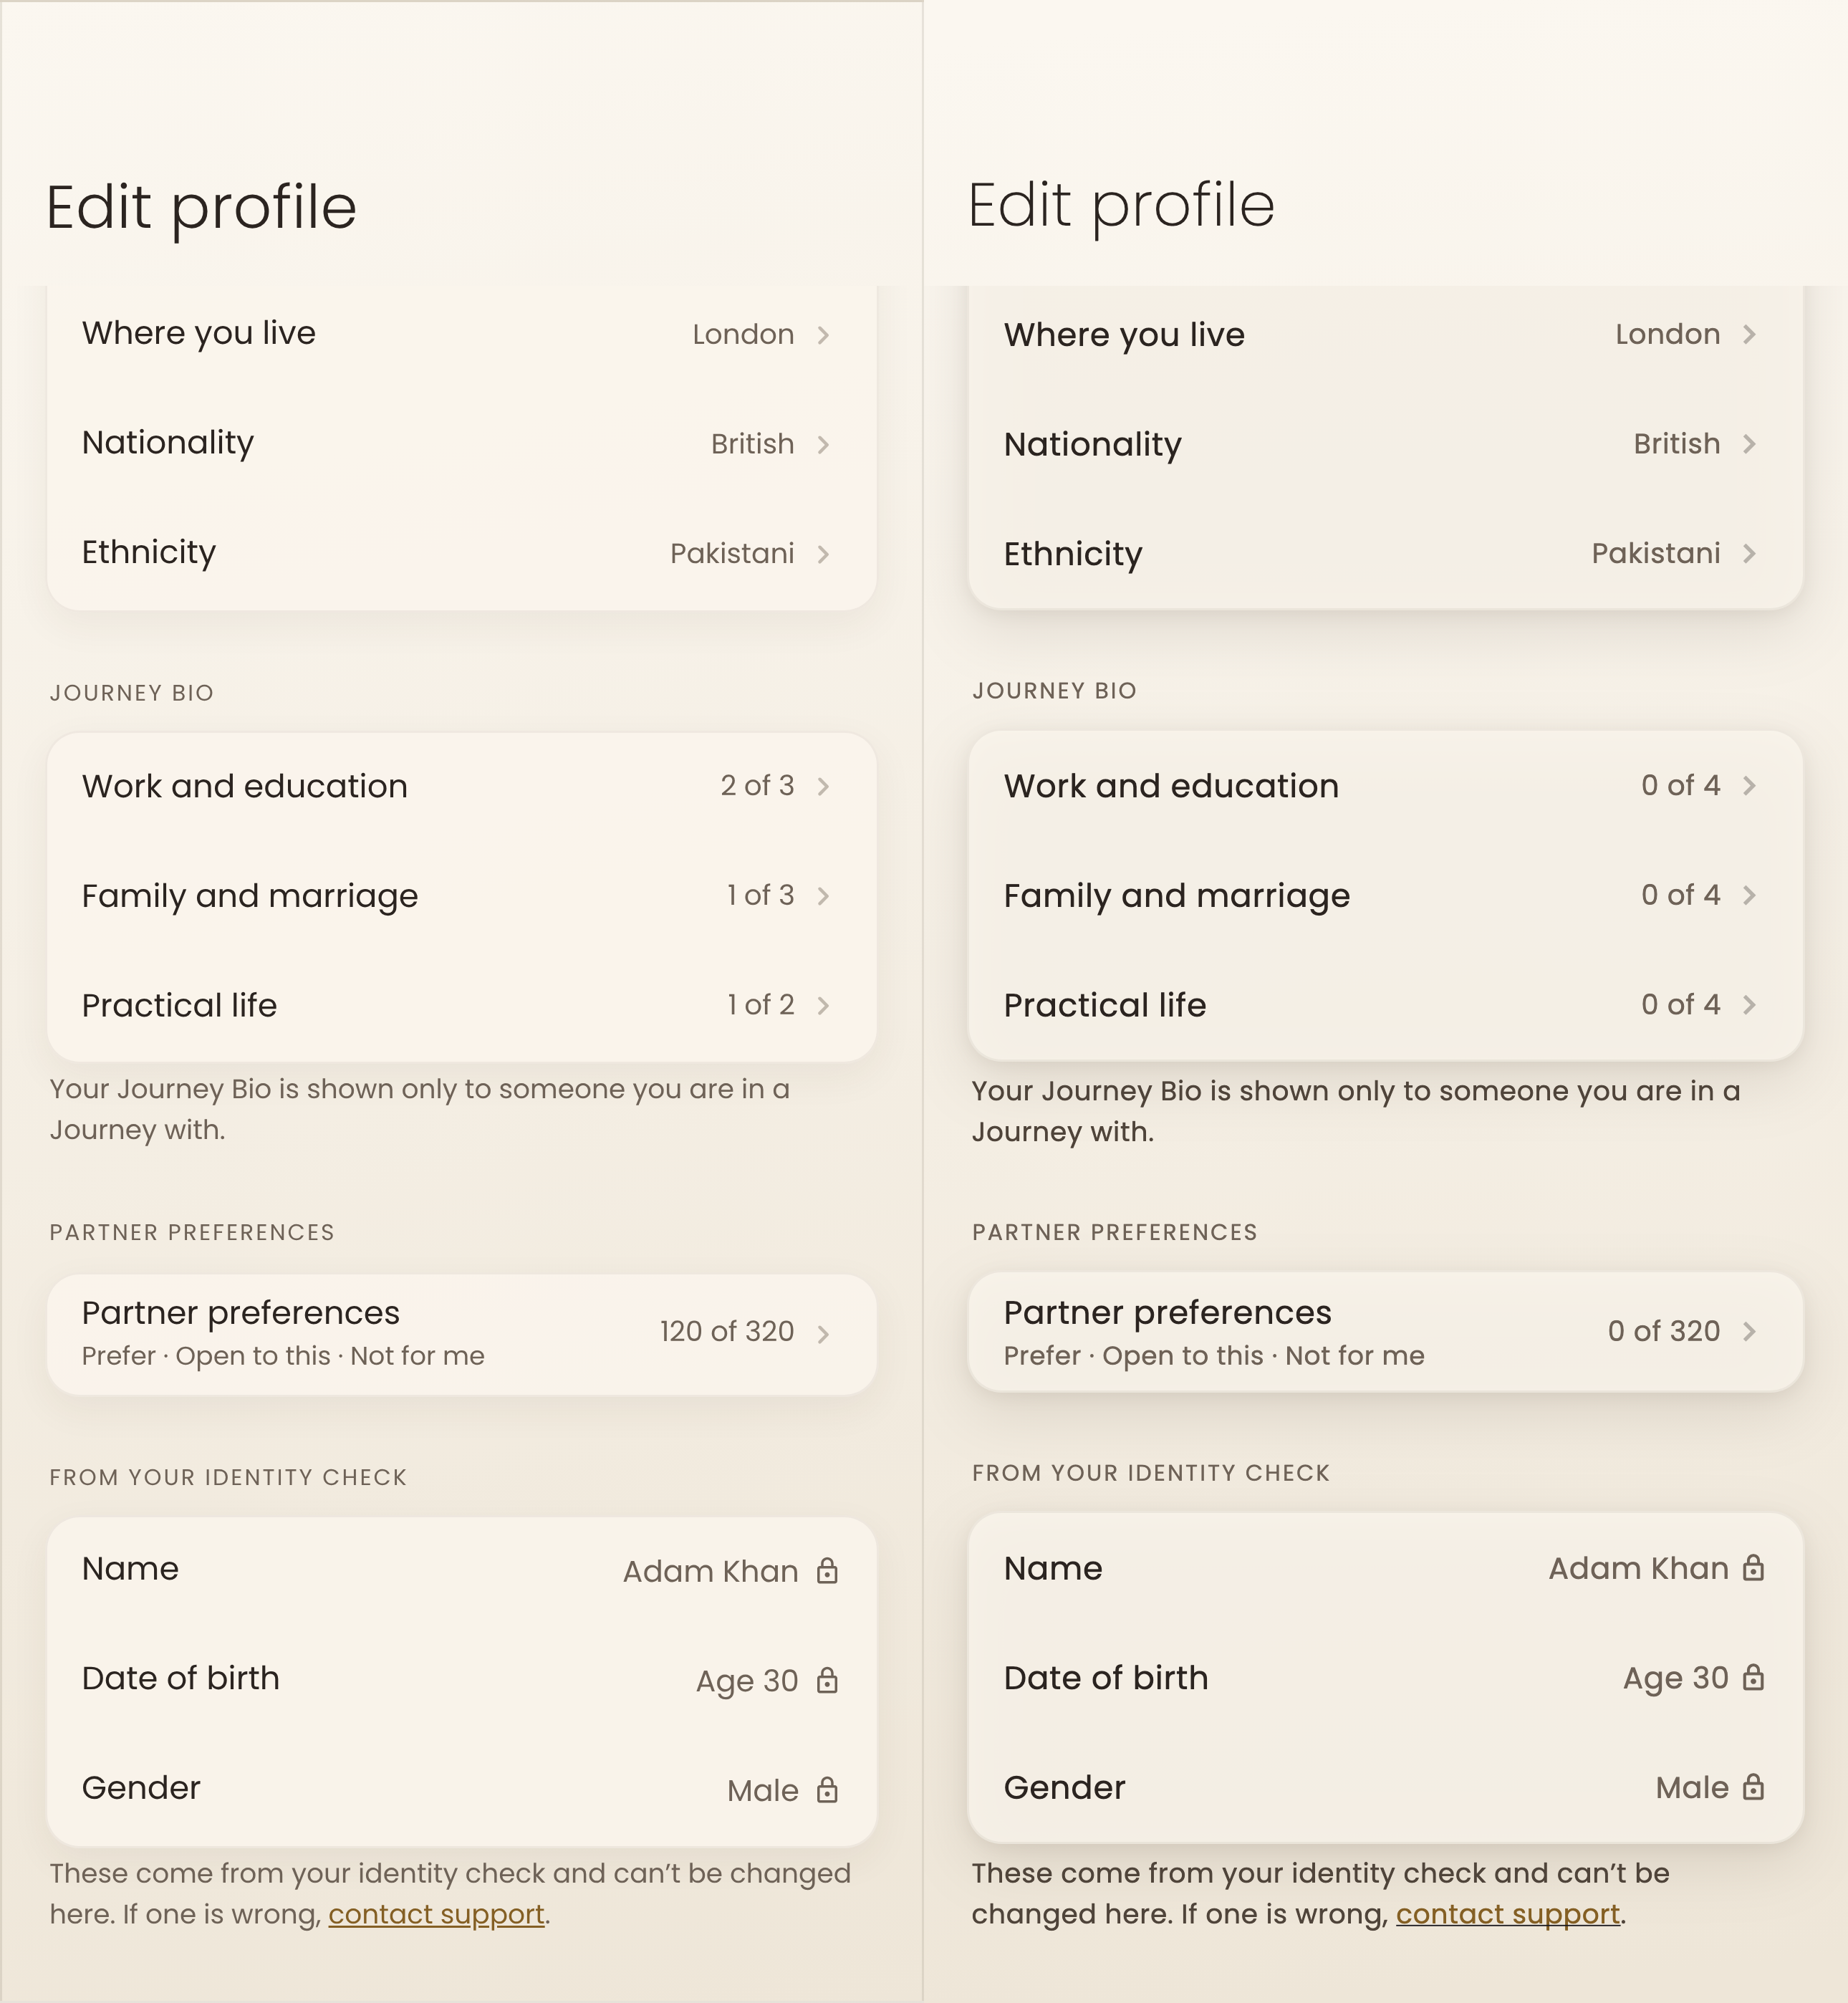 Edit profile
Where you live London
Nationality British
Ethnicity Pakistani
JOURNEY BIO
Work and education 2 of 3
Family and marriage 1 of 3
Practical life 1 of 2
Your Journey Bio is shown only to someone you are in a
Journey with.
PARTNER PREFERENCES
Partner preferences 120 of 320
Prefer · Open to this · Not for me
FROM YOUR IDENTITY CHECK
Name Adam Khan
Date of birth Age 30
Gender Male
These come from your identity check and can’t be changed
here. If one is wrong, contact support.
Edit profile
Where you live London
Nationality British
Ethnicity Pakistani
JOURNEY BIO
Work and education 0 of 4
Family and marriage 0 of 4
Practical life 0 of 4
Your Journey Bio is shown only to someone you are in a
Journey with.
PARTNER PREFERENCES
Partner preferences 0 of 320
Prefer · Open to this · Not for me
FROM YOUR IDENTITY CHECK
Name Adam Khan
Date of birth Age 30
Gender Male
These come from your identity check and can’t be
changed here. If one is wrong, contact support.